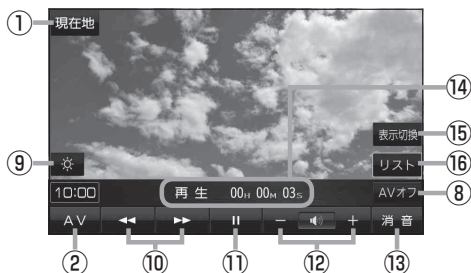 ① 現在地
⑭
⑮
表示切換
⑨ リスト ⑯
10:00 再生 00H 00M 03S AVオフ ⑧
AV ◀◀ ▶▶ II − + 消音
② ⑩ ⑪ ⑫ ⑬